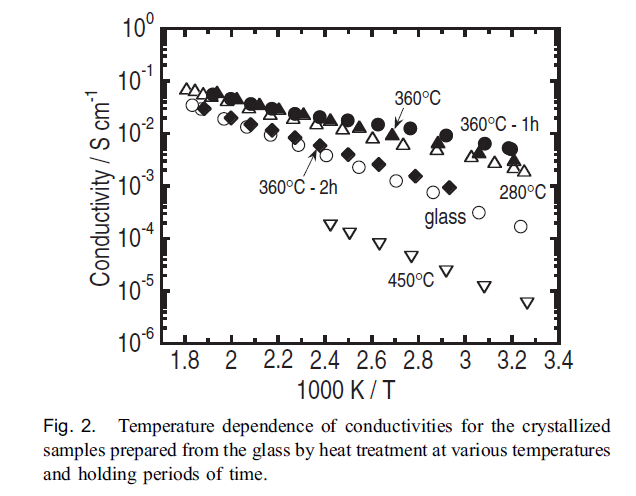 10⁰
10⁻¹
10⁻²
10⁻³
10⁻⁴
10⁻⁵
10⁻⁶
Conductivity / S cm⁻¹
360°C
360°C - 1h
360°C - 2h
280°C
glass
450°C
1.8 2 2.2 2.4 2.6 2.8 3 3.2 3.4
1000 K / T
Fig. 2. Temperature dependence of conductivities for the crystallized
samples prepared from the glass by heat treatment at various temperatures
and holding periods of time.